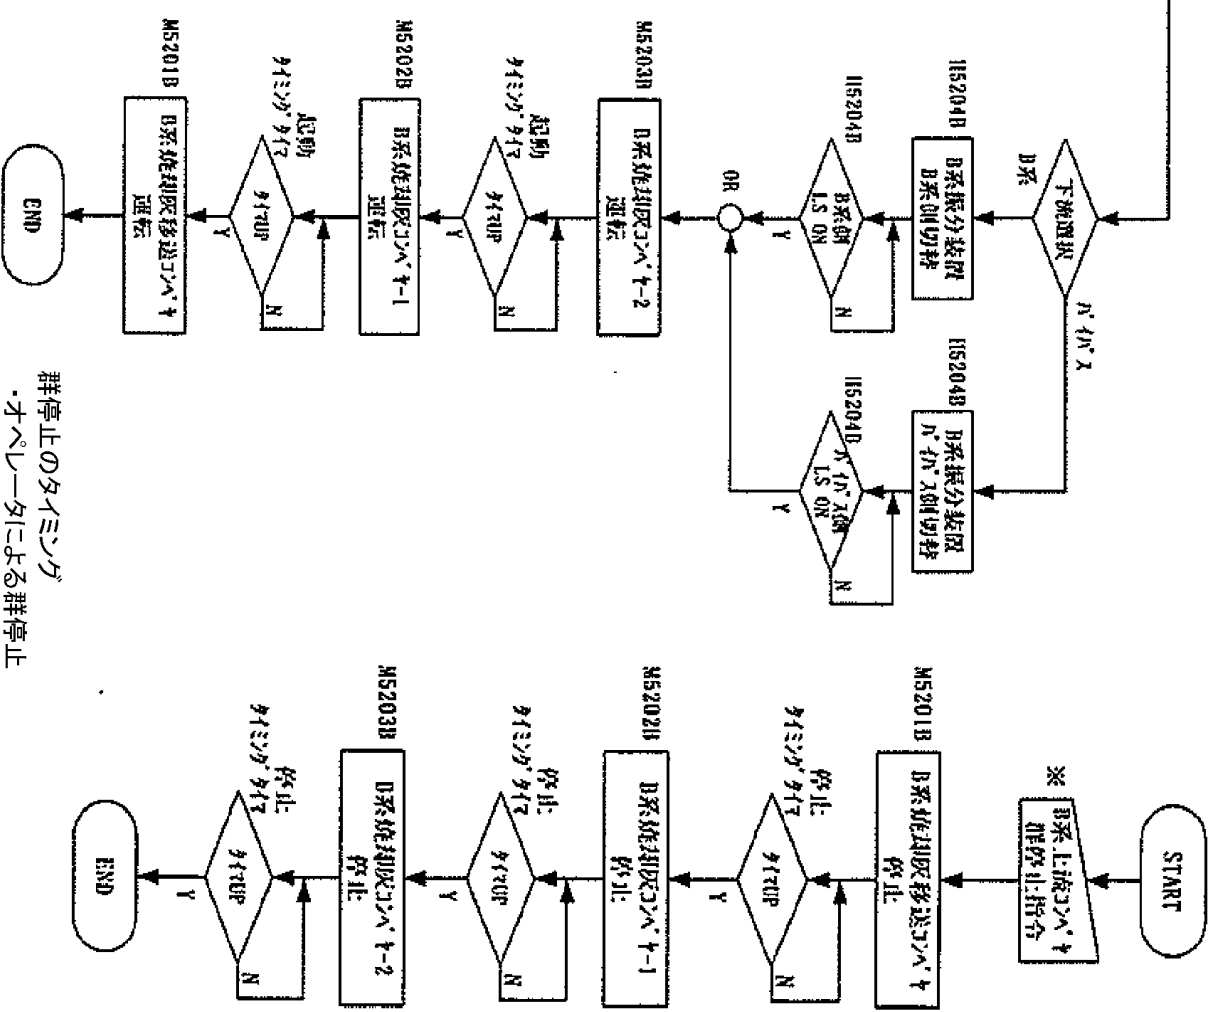 下流選択
B系
バイパス
H5204B
B系振分装置
B系側切替
H5204B
B系側
LS ON
Y
N
H5204B
B系振分装置
バイパス側切替
H5204B
バイパス側
LS ON
Y
N
OR
M5203B
B系焼却灰コンベヤ-2
運転
起動
タイミングタイマ
タイマUP
Y
N
M5202B
B系焼却灰コンベヤ-1
運転
起動
タイミングタイマ
タイマUP
Y
N
M5201B
B系焼却灰移送コンベヤ
運転
END
START
※
B系上流コンベヤ
群停止指令
M5201B
B系焼却灰移送コンベヤ
停止
停止
タイミングタイマ
タイマUP
Y
N
M5202B
B系焼却灰コンベヤ-1
停止
停止
タイミングタイマ
タイマUP
Y
N
M5203B
B系焼却灰コンベヤ-2
停止
停止
タイミングタイマ
タイマUP
Y
N
END
群停止のタイミング
・オペレータによる群停止